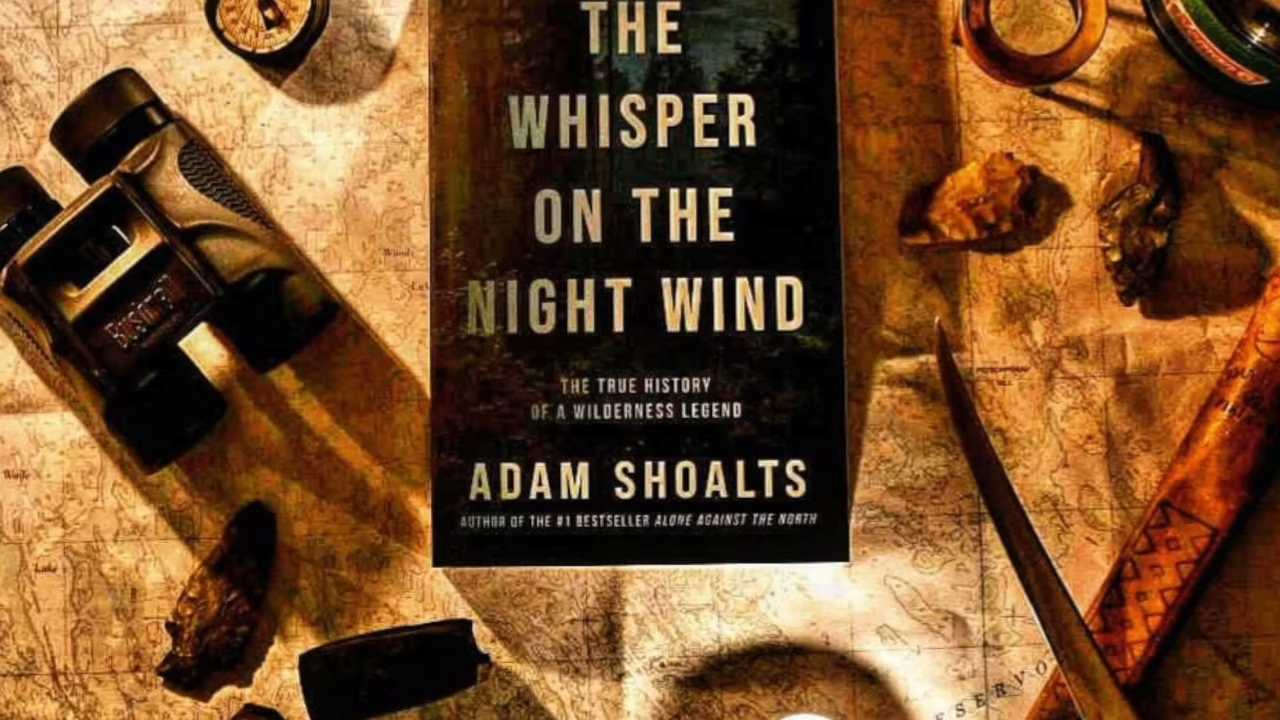 THE
WHISPER
ON THE
NIGHT WIND
THE TRUE HISTORY
OF A WILDERNESS LEGEND
ADAM SHOALTS
AUTHOR OF THE #1 BESTSELLER ALONE AGAINST THE NORTH